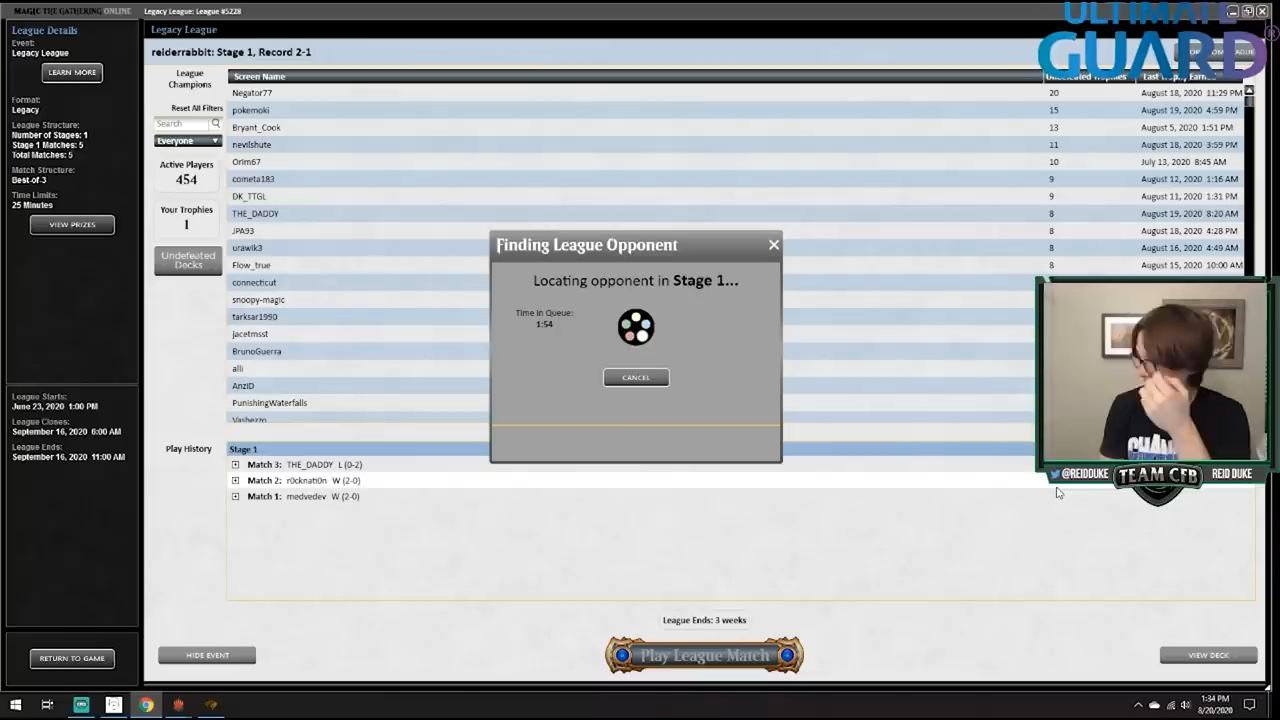 MAGIC THE GATHERING ONLINE
Legacy League: League #5228
ULTIMATE
GUARD
League Details
Event:
Legacy League
LEARN MORE
Format:
Legacy
League Structure:
Number of Stages: 1
Stage 1 Matches: 5
Total Matches: 5
Match Structure:
Best-of-3
Time Limits:
25 Minutes
VIEW PRIZES
League Starts:
June 23, 2020 1:00 PM
League Closes:
September 16, 2020 6:00 AM
League Ends:
September 16, 2020 11:00 AM
RETURN TO GAME
Legacy League
reiderrabbit: Stage 1, Record 2-1
League
Champions
Reset All Filters
Search
Everyone
Active Players
454
Your Trophies
1
Undefeated
Decks
Screen Name
Negator77 20 August 18, 2020 11:29 PM
pokemoki 15 August 19, 2020 4:59 PM
Bryant_Cook 13 August 5, 2020 1:51 PM
nevilshute 11 August 18, 2020 3:59 PM
Orim67 10 July 13, 2020 8:45 AM
cometa183 9 August 12, 2020 1:16 AM
DK_TTGL 9 August 11, 2020 1:31 PM
THE_DADDY 8 August 19, 2020 8:20 AM
JPA93 8 August 18, 2020 4:28 PM
urawik3 8 August 16, 2020 4:49 AM
Flow_true 8 August 15, 2020 10:00 AM
connecticut
snoopy-magic
tarksar1990
jacetmsst
BrunoGuerra
alli
AnziD
PunishingWaterfalls
Finding League Opponent
Locating opponent in Stage 1...
Time in Queue:
1:54
CANCEL
Play History
Stage 1
Match 3: THE_DADDY L (0-2)
Match 2: r0cknati0n W (2-0)
Match 1: medvedev W (2-0)
@REIDDUKE
TEAM CFB
REID DUKE
League Ends: 3 weeks
HIDE EVENT
Play League Match
VIEW DECK
1:34 PM
8/20/2020